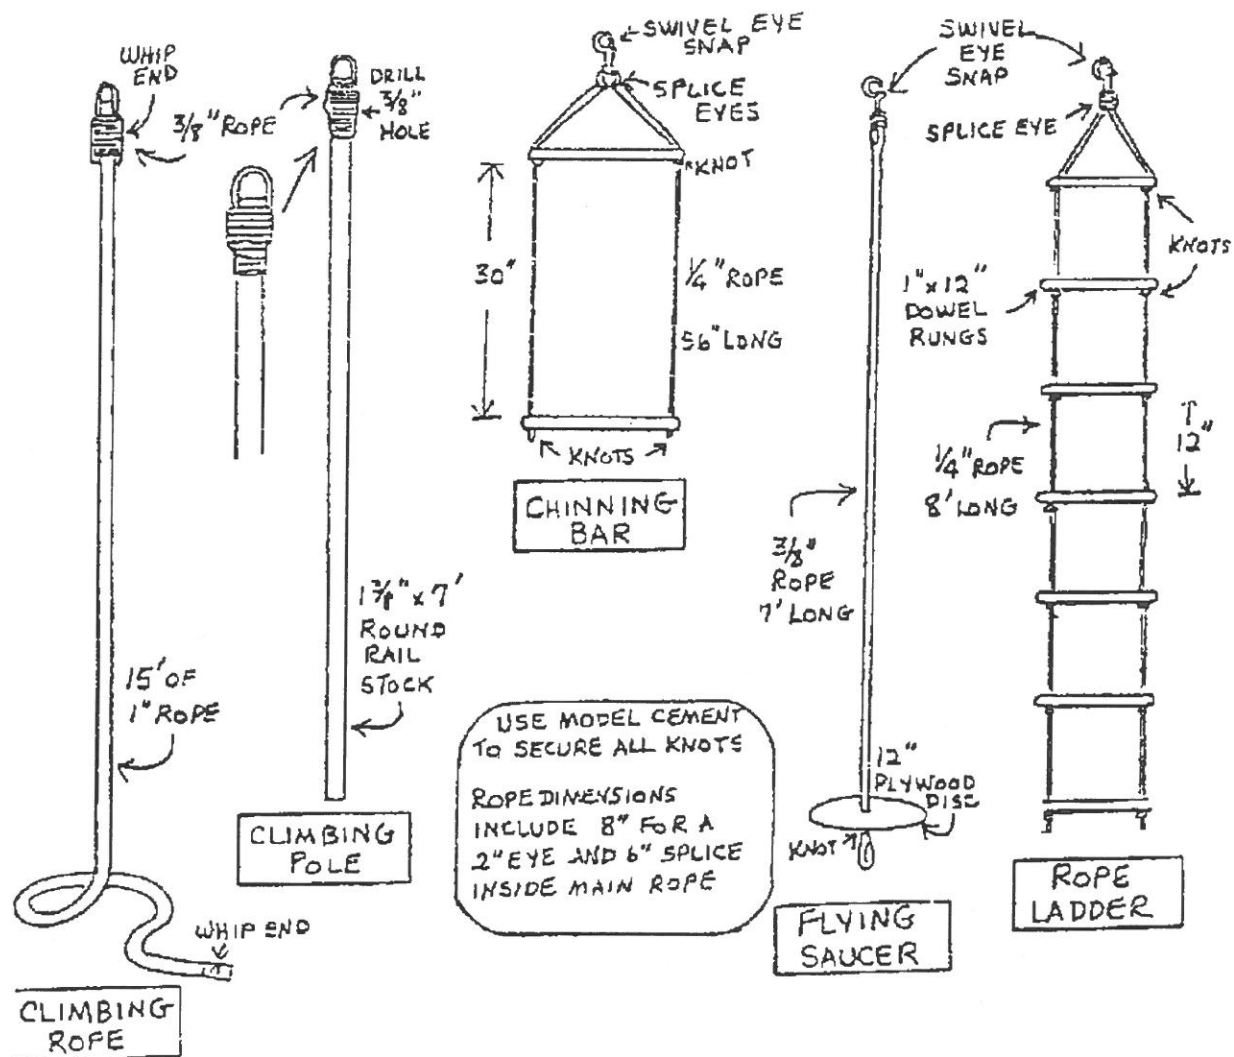 WHIP
END
3/8" ROPE
DRILL
3/8"
HOLE
15' OF
1" ROPE
WHIP END
CLIMBING
ROPE
1 3/8" x 7'
ROUND
RAIL
STOCK
CLIMBING
POLE
SWIVEL EYE
SNAP
SPLICE
EYES
KNOT
30"
1/4" ROPE
56" LONG
KNOTS
CHINNING
BAR
USE MODEL CEMENT
TO SECURE ALL KNOTS
ROPE DIMENSIONS
INCLUDE 8" FOR A
2" EYE AND 6" SPLICE
INSIDE MAIN ROPE
SWIVEL
EYE
SNAP
SPLICE EYE
3/8"
ROPE
7' LONG
12"
PLYWOOD
DISC
KNOT
FLYING
SAUCER
KNOTS
1" x 12"
DOWEL
RUNGS
1/4" ROPE
8' LONG
12"
ROPE
LADDER